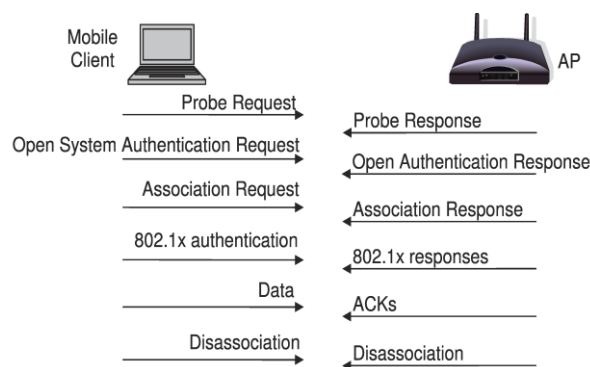 Mobile
Client
AP
Probe Request
Probe Response
Open System Authentication Request
Open Authentication Response
Association Request
Association Response
802.1x authentication
802.1x responses
Data
ACKs
Disassociation
Disassociation